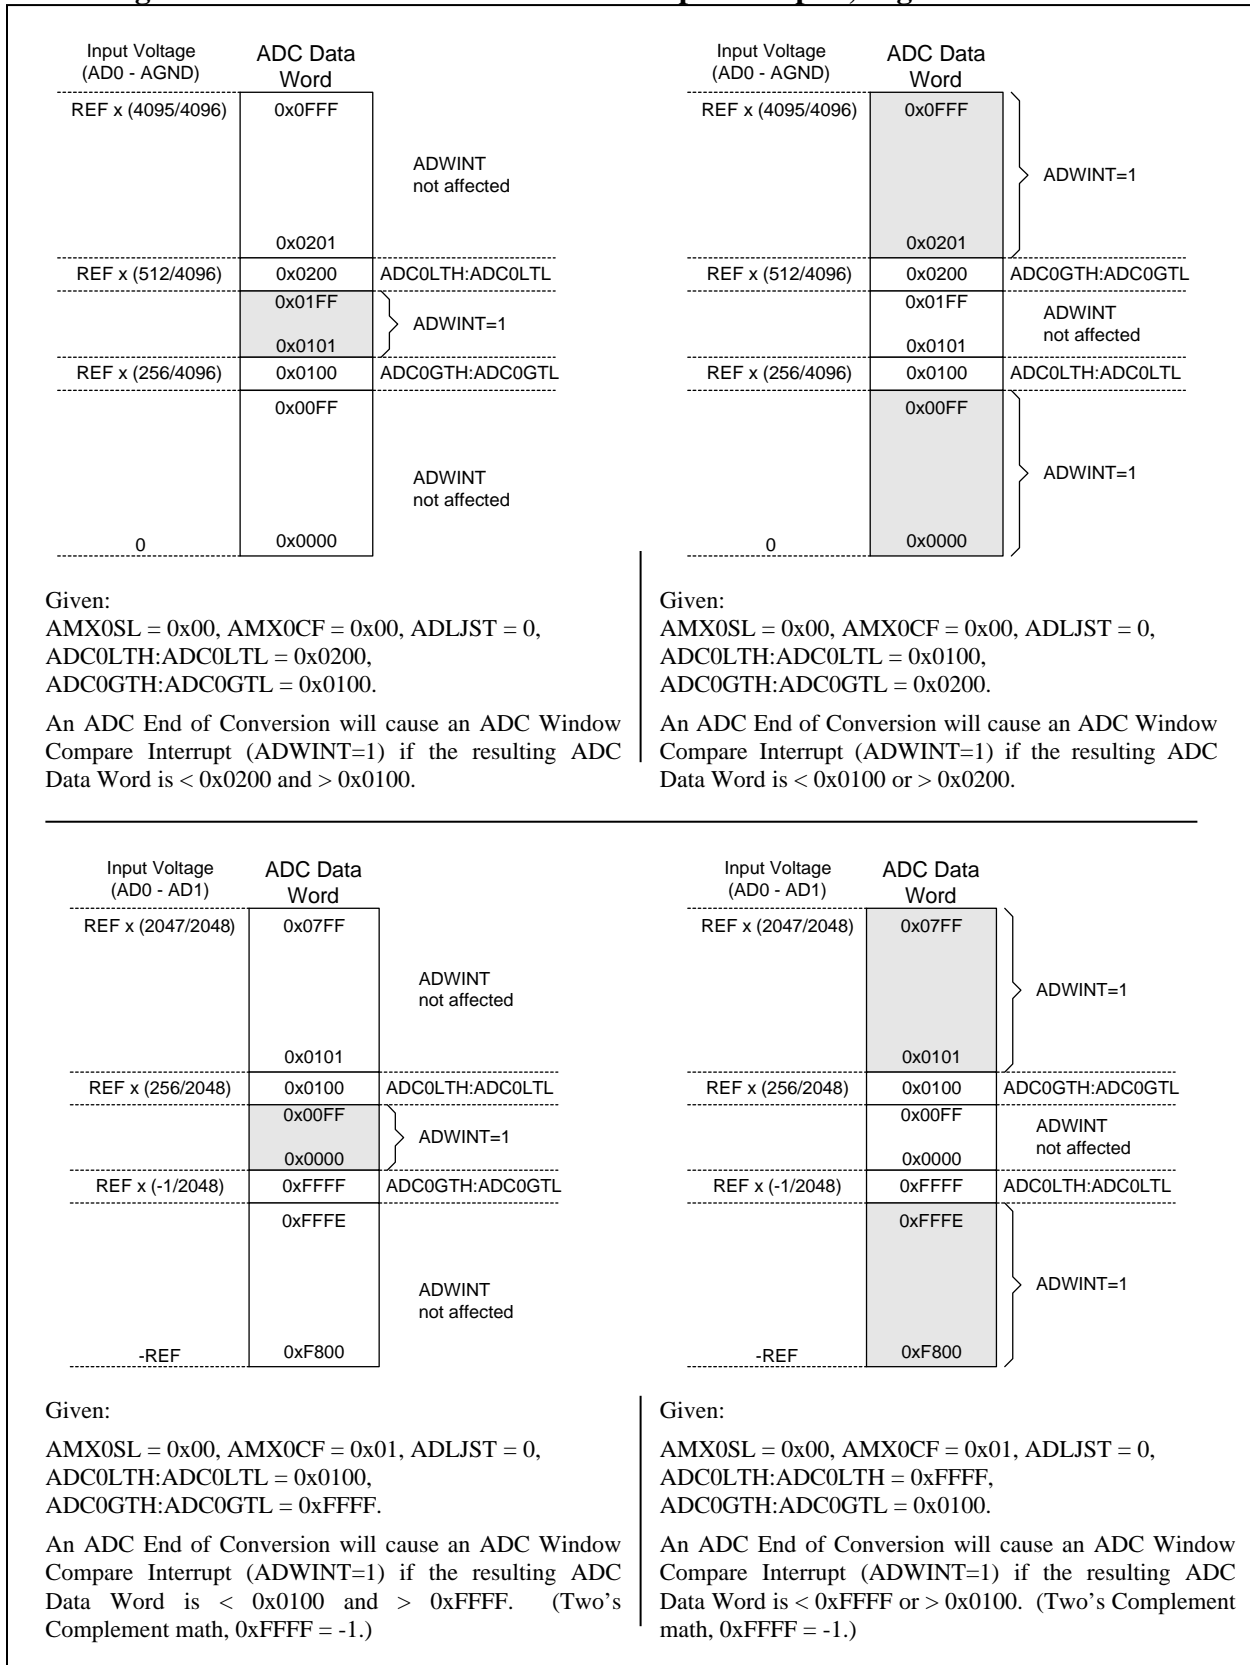 Input Voltage
(AD0 - AGND)
ADC Data
Word
REF x (4095/4096)
0x0FFF
ADWINT
not affected
0x0201
REF x (512/4096)
0x0200
ADC0LTH:ADC0LTL
0x01FF
ADWINT=1
0x0101
REF x (256/4096)
0x0100
ADC0GTH:ADC0GTL
0x00FF
ADWINT
not affected
0
0x0000
Given:
AMX0SL = 0x00, AMX0CF = 0x00, ADLJST = 0,
ADC0LTH:ADC0LTL = 0x0200,
ADC0GTH:ADC0GTL = 0x0100.
An ADC End of Conversion will cause an ADC Window
Compare Interrupt (ADWINT=1) if the resulting ADC
Data Word is < 0x0200 and > 0x0100.
Input Voltage
(AD0 - AGND)
ADC Data
Word
REF x (4095/4096)
0x0FFF
ADWINT=1
0x0201
REF x (512/4096)
0x0200
ADC0GTH:ADC0GTL
0x01FF
ADWINT
not affected
0x0101
REF x (256/4096)
0x0100
ADC0LTH:ADC0LTL
0x00FF
ADWINT=1
0
0x0000
Given:
AMX0SL = 0x00, AMX0CF = 0x00, ADLJST = 0,
ADC0LTH:ADC0LTL = 0x0100,
ADC0GTH:ADC0GTL = 0x0200.
An ADC End of Conversion will cause an ADC Window
Compare Interrupt (ADWINT=1) if the resulting ADC
Data Word is < 0x0100 or > 0x0200.
Input Voltage
(AD0 - AD1)
ADC Data
Word
REF x (2047/2048)
0x07FF
ADWINT
not affected
0x0101
REF x (256/2048)
0x0100
ADC0LTH:ADC0LTL
0x00FF
ADWINT=1
0x0000
REF x (-1/2048)
0xFFFF
ADC0GTH:ADC0GTL
0xFFFE
ADWINT
not affected
-REF
0xF800
Given:
AMX0SL = 0x00, AMX0CF = 0x01, ADLJST = 0,
ADC0LTH:ADC0LTL = 0x0100,
ADC0GTH:ADC0GTL = 0xFFFF.
An ADC End of Conversion will cause an ADC Window
Compare Interrupt (ADWINT=1) if the resulting ADC
Data Word is < 0x0100 and > 0xFFFF. (Two's
Complement math, 0xFFFF = -1.)
Input Voltage
(AD0 - AD1)
ADC Data
Word
REF x (2047/2048)
0x07FF
ADWINT=1
0x0101
REF x (256/2048)
0x0100
ADC0GTH:ADC0GTL
0x00FF
ADWINT
not affected
0x0000
REF x (-1/2048)
0xFFFF
ADC0LTH:ADC0LTL
0xFFFE
ADWINT=1
-REF
0xF800
Given:
AMX0SL = 0x00, AMX0CF = 0x01, ADLJST = 0,
ADC0LTH:ADC0LTH = 0xFFFF,
ADC0GTH:ADC0GTL = 0x0100.
An ADC End of Conversion will cause an ADC Window
Compare Interrupt (ADWINT=1) if the resulting ADC
Data Word is < 0xFFFF or > 0x0100. (Two's Complement
math, 0xFFFF = -1.)